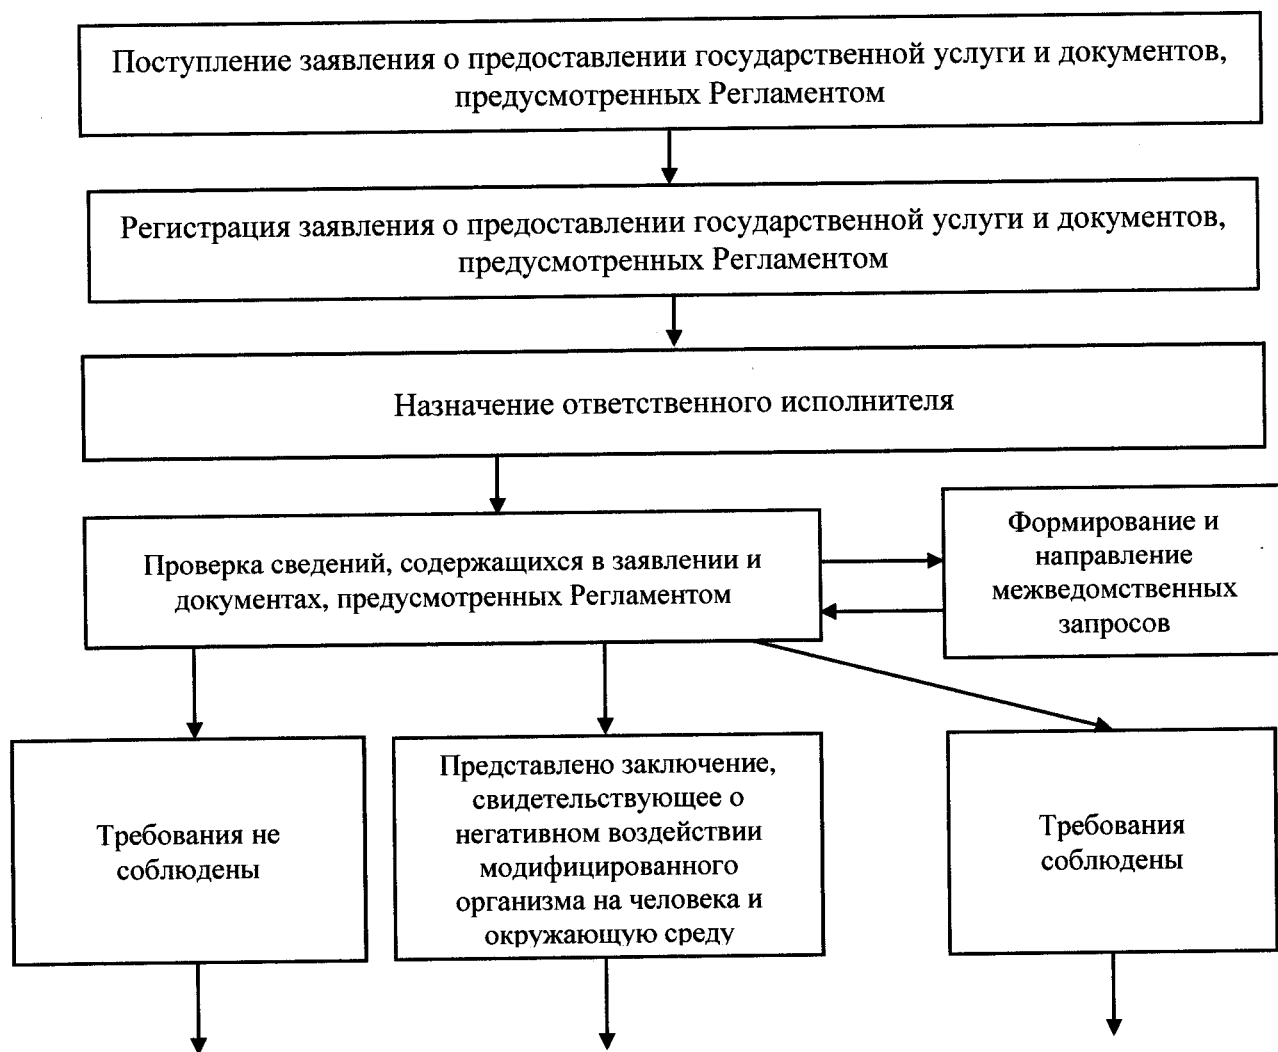 Поступление заявления о предоставлении государственной услуги и документов,
предусмотренных Регламентом
Регистрация заявления о предоставлении государственной услуги и документов,
предусмотренных Регламентом
Назначение ответственного исполнителя
Проверка сведений, содержащихся в заявлении и
документах, предусмотренных Регламентом
Формирование и
направление
межведомственных
запросов
Требования не
соблюдены
Представлено заключение,
свидетельствующее о
негативном воздействии
модифицированного
организма на человека и
окружающую среду
Требования
соблюдены